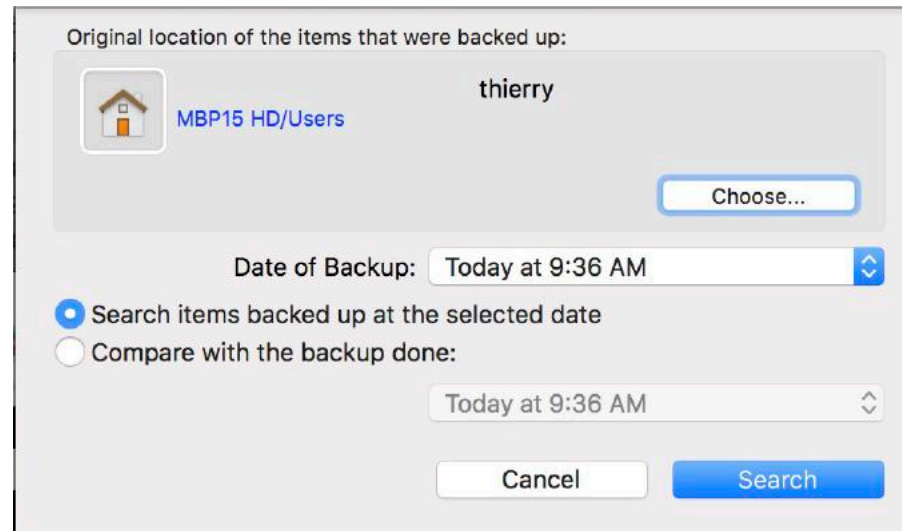 Original location of the items that were backed up:
thierry
MBP15 HD/Users
Choose...
Date of Backup: Today at 9:36 AM
Search items backed up at the selected date
Compare with the backup done:
Today at 9:36 AM
Cancel Search